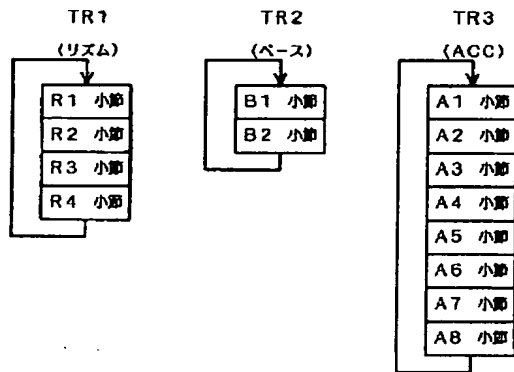 TR1
(リズム)
R1 小節
R2 小節
R3 小節
R4 小節
TR2
(ベース)
B1 小節
B2 小節
TR3
(ACC)
A1 小節
A2 小節
A3 小節
A4 小節
A5 小節
A6 小節
A7 小節
A8 小節